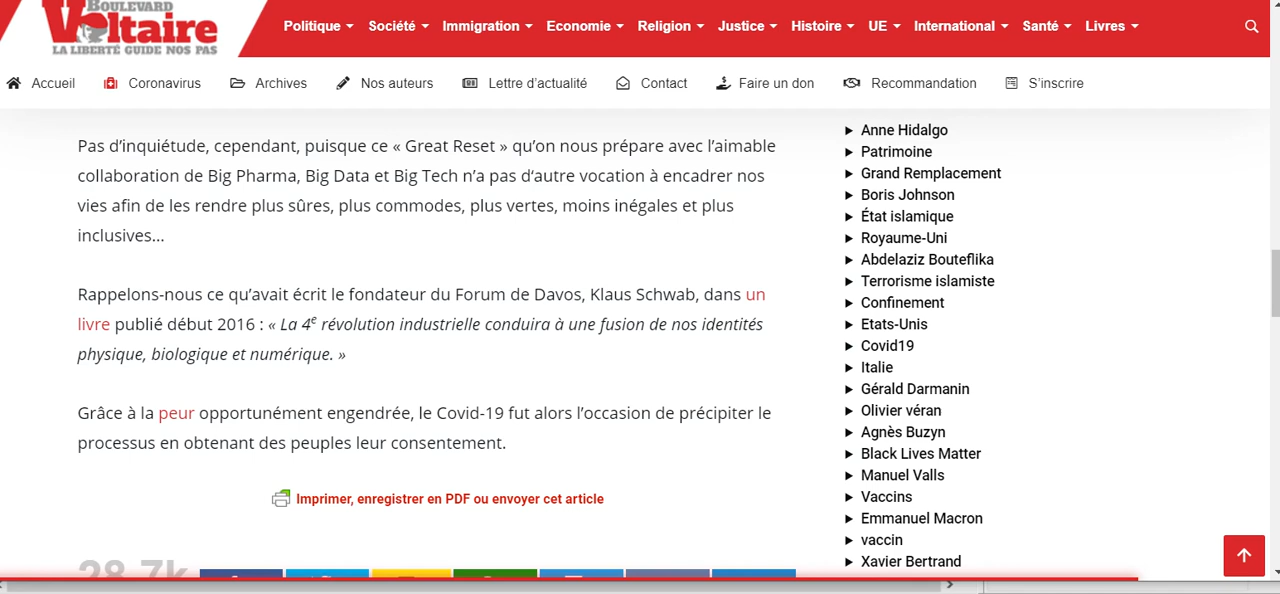 BOULEVARD
Voltaire
LA LIBERTÉ GUIDE NOS PAS
Politique Société Immigration Economie Religion Justice Histoire UE International Santé Livres
Accueil Coronavirus Archives Nos auteurs Lettre d’actualité Contact Faire un don Recommandation S’inscrire
Pas d’inquiétude, cependant, puisque ce « Great Reset » qu’on nous prépare avec l’aimable
collaboration de Big Pharma, Big Data et Big Tech n’a pas d’autre vocation à encadrer nos
vies afin de les rendre plus sûres, plus commodes, plus vertes, moins inégales et plus
inclusives...
Rappelons-nous ce qu’avait écrit le fondateur du Forum de Davos, Klaus Schwab, dans un
livre publié début 2016 : « La 4e révolution industrielle conduira à une fusion de nos identités
physique, biologique et numérique. »
Grâce à la peur opportunément engendrée, le Covid-19 fut alors l’occasion de précipiter le
processus en obtenant des peuples leur consentement.
Imprimer, enregistrer en PDF ou envoyer cet article
28.7k
Anne Hidalgo
Patrimoine
Grand Remplacement
Boris Johnson
État islamique
Royaume-Uni
Abdelaziz Bouteflika
Terrorisme islamiste
Confinement
Etats-Unis
Covid19
Italie
Gérald Darmanin
Olivier véran
Agnès Buzyn
Black Lives Matter
Manuel Valls
Vaccins
Emmanuel Macron
vaccin
Xavier Bertrand